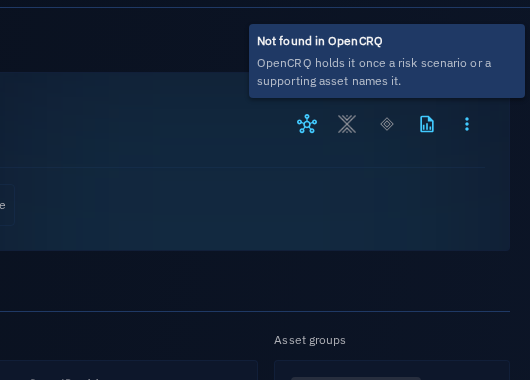 Not found in OpenCRQ
OpenCRQ holds it once a risk scenario or a
supporting asset names it.
e
Asset groups